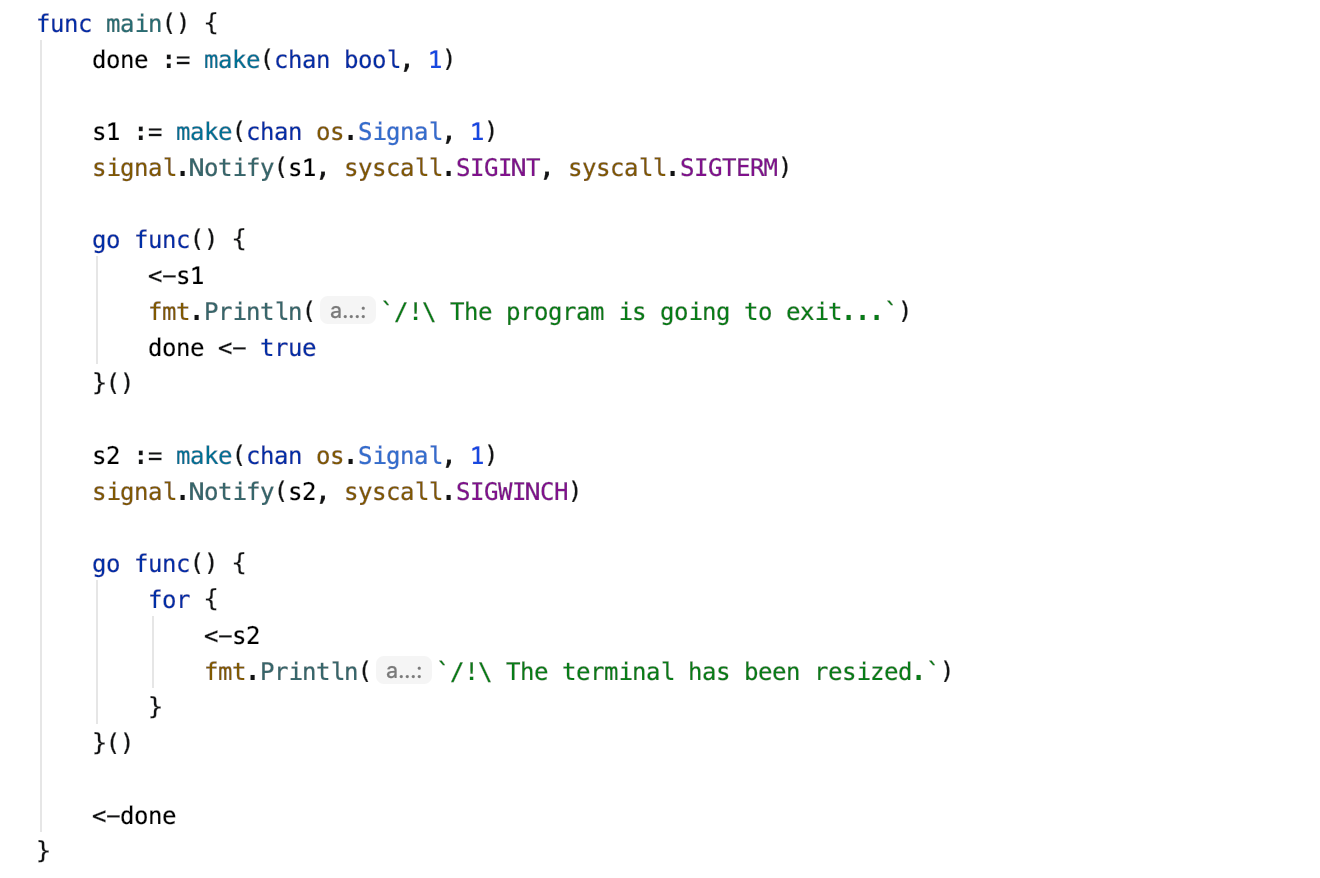 func main() {
    done := make(chan bool, 1)

    s1 := make(chan os.Signal, 1)
    signal.Notify(s1, syscall.SIGINT, syscall.SIGTERM)

    go func() {
        <-s1
        fmt.Println( a...: `/!\ The program is going to exit...`)
        done <- true
    }()

    s2 := make(chan os.Signal, 1)
    signal.Notify(s2, syscall.SIGWINCH)

    go func() {
        for {
            <-s2
            fmt.Println( a...: `/!\ The terminal has been resized.`)
        }
    }()

    <-done
}